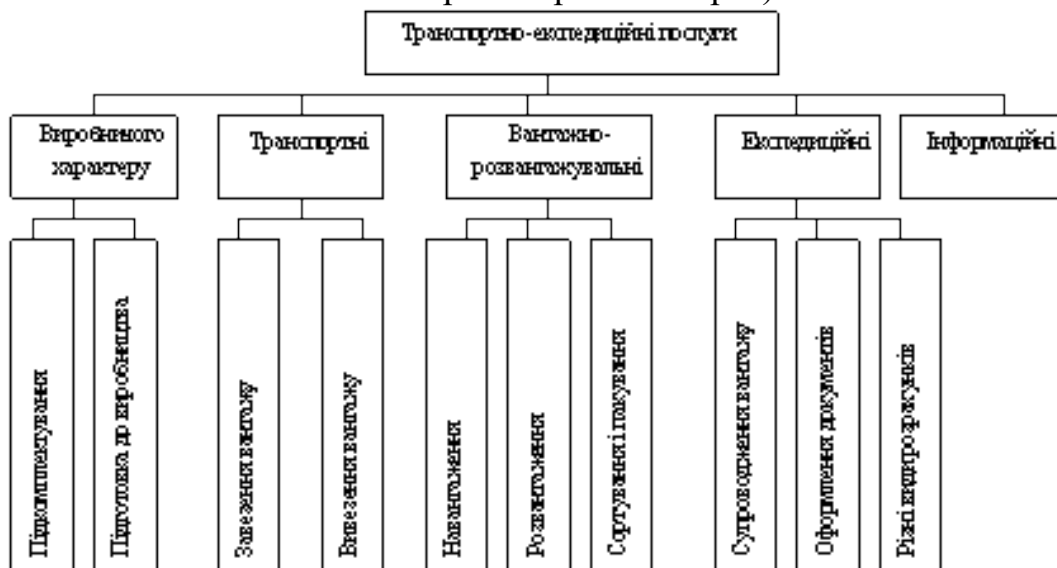 Транспортно-експедиційні послуги
Виробничого
характеру
Транспортні
Вантажно-
розвантажувальні
Експедиційні
Інформаційні
Підкомплектування
Підготовка до виробництва
Завезення вантажу
Вивезення вантажу
Навантаження
Розвантаження
Сортування і пакування
Супроводження вантажу
Оформлення документів
Різні види розрахунків